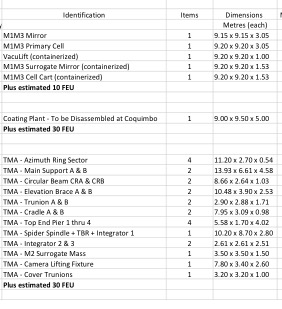 Identification Items Dimensions
Metres (each)
M1M3 Mirror 1 9.15 x 9.15 x 3.05
M1M3 Primary Cell 1 9.20 x 9.20 x 3.05
VacuLift (containerized) 1 9.20 x 9.20 x 1.00
M1M3 Surrogate Mirror (containerized) 1 9.20 x 9.20 x 1.53
M1M3 Cell Cart (containerized) 1 9.20 x 9.20 x 1.53
Plus estimated 10 FEU
Coating Plant - To be Disassembled at Coquimbo 1 9.00 x 9.50 x 5.00
Plus estimated 30 FEU
TMA - Azimuth Ring Sector 4 11.20 x 2.70 x 0.54
TMA - Main Support A & B 2 13.93 x 6.61 x 4.58
TMA - Circular Beam CRA & CRB 2 8.66 x 2.64 x 1.03
TMA - Elevation Brace A & B 2 10.48 x 3.90 x 2.53
TMA - Trunion A & B 2 2.90 x 2.88 x 1.71
TMA - Cradle A & B 2 7.95 x 3.09 x 0.98
TMA - Top End Pier 1 thru 4 4 5.58 x 1.70 x 4.02
TMA - Spider Spindle + TBR + Integrator 1 1 10.20 x 8.70 x 2.80
TMA - Integrator 2 & 3 2 2.61 x 2.61 x 2.51
TMA - M2 Surrogate Mass 1 3.50 x 3.50 x 1.50
TMA - Camera Lifting Fixture 1 7.80 x 3.40 x 2.60
TMA - Cover Trunions 1 3.20 x 3.20 x 1.00
Plus estimated 30 FEU